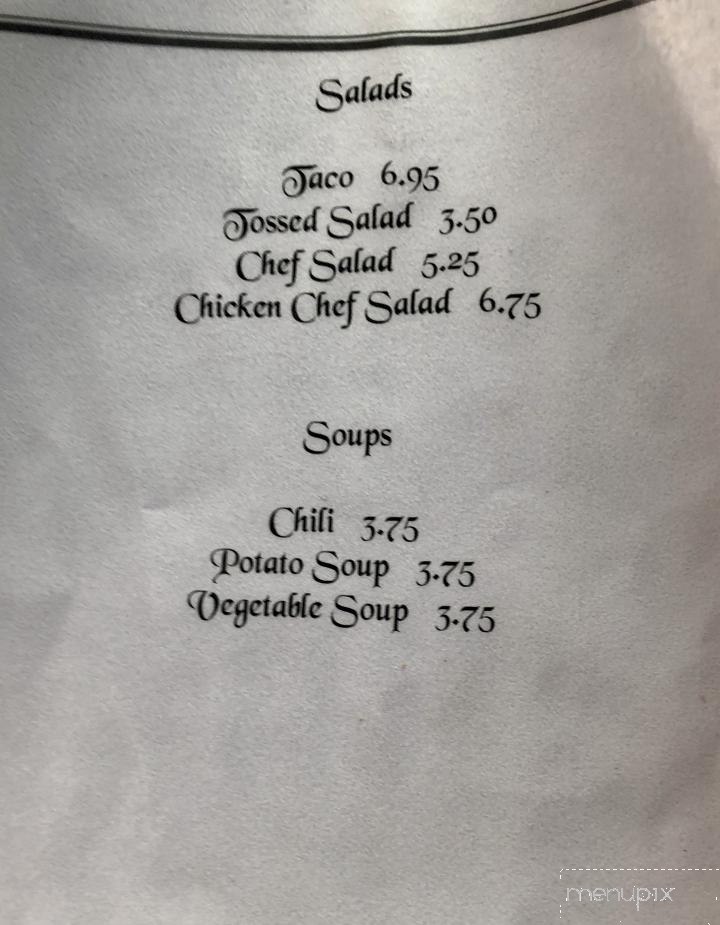 Salads
Taco 6.95
Tossed Salad 3.50
Chef Salad 5.25
Chicken Chef Salad 6.75
Soups
Chili 3.75
Potato Soup 3.75
Vegetable Soup 3.75
menupix